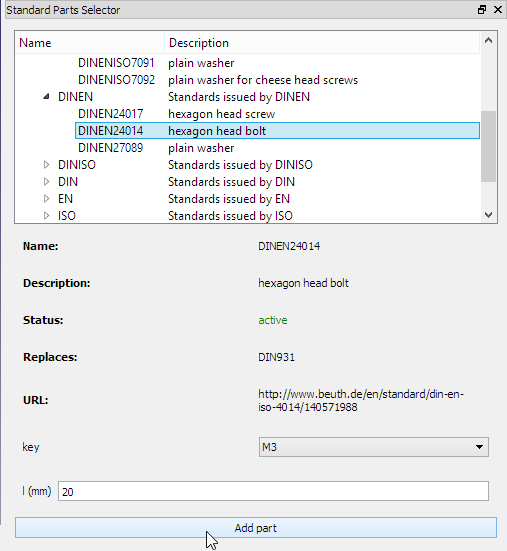 Standard Parts Selector
Name Description
DINENISO7091 plain washer
DINENISO7092 plain washer for cheese head screws
DINEN Standards issued by DINEN
DINEN24017 hexagon head screw
DINEN24014 hexagon head bolt
DINEN27089 plain washer
DINISO Standards issued by DINISO
DIN Standards issued by DIN
EN Standards issued by EN
ISO Standards issued by ISO
Name: DINEN24014
Description: hexagon head bolt
Status: active
Replaces: DIN931
URL: http://www.beuth.de/en/standard/din-en-
iso-4014/140571988
key M3
l (mm) 20
Add part